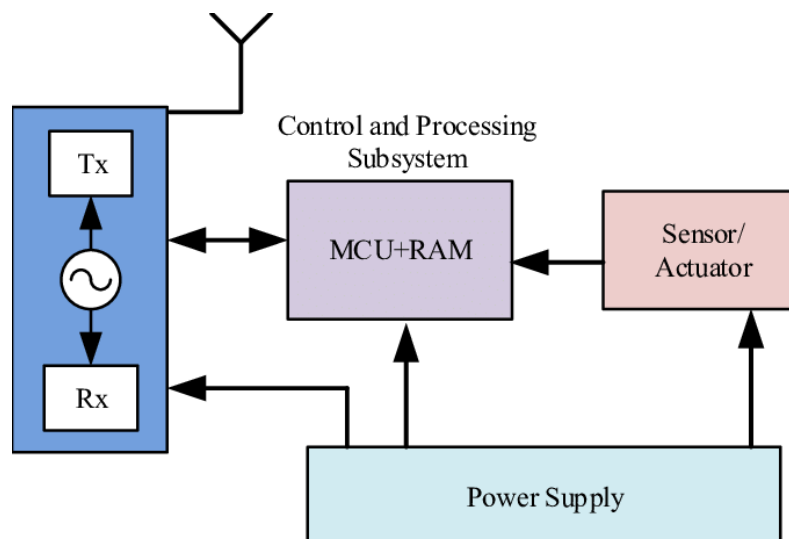 Control and Processing
Subsystem
Tx
MCU+RAM
Sensor/
Actuator
Rx
Power Supply